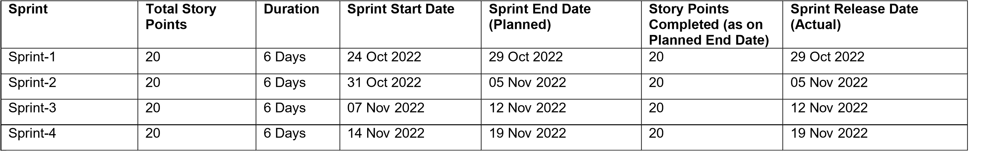 Sprint Total Story Points Duration Sprint Start Date Sprint End Date (Planned) Story Points Completed (as on Planned End Date) Sprint Release Date (Actual)
Sprint-1 20 6 Days 24 Oct 2022 29 Oct 2022 20 29 Oct 2022
Sprint-2 20 6 Days 31 Oct 2022 05 Nov 2022 20 05 Nov 2022
Sprint-3 20 6 Days 07 Nov 2022 12 Nov 2022 20 12 Nov 2022
Sprint-4 20 6 Days 14 Nov 2022 19 Nov 2022 20 19 Nov 2022